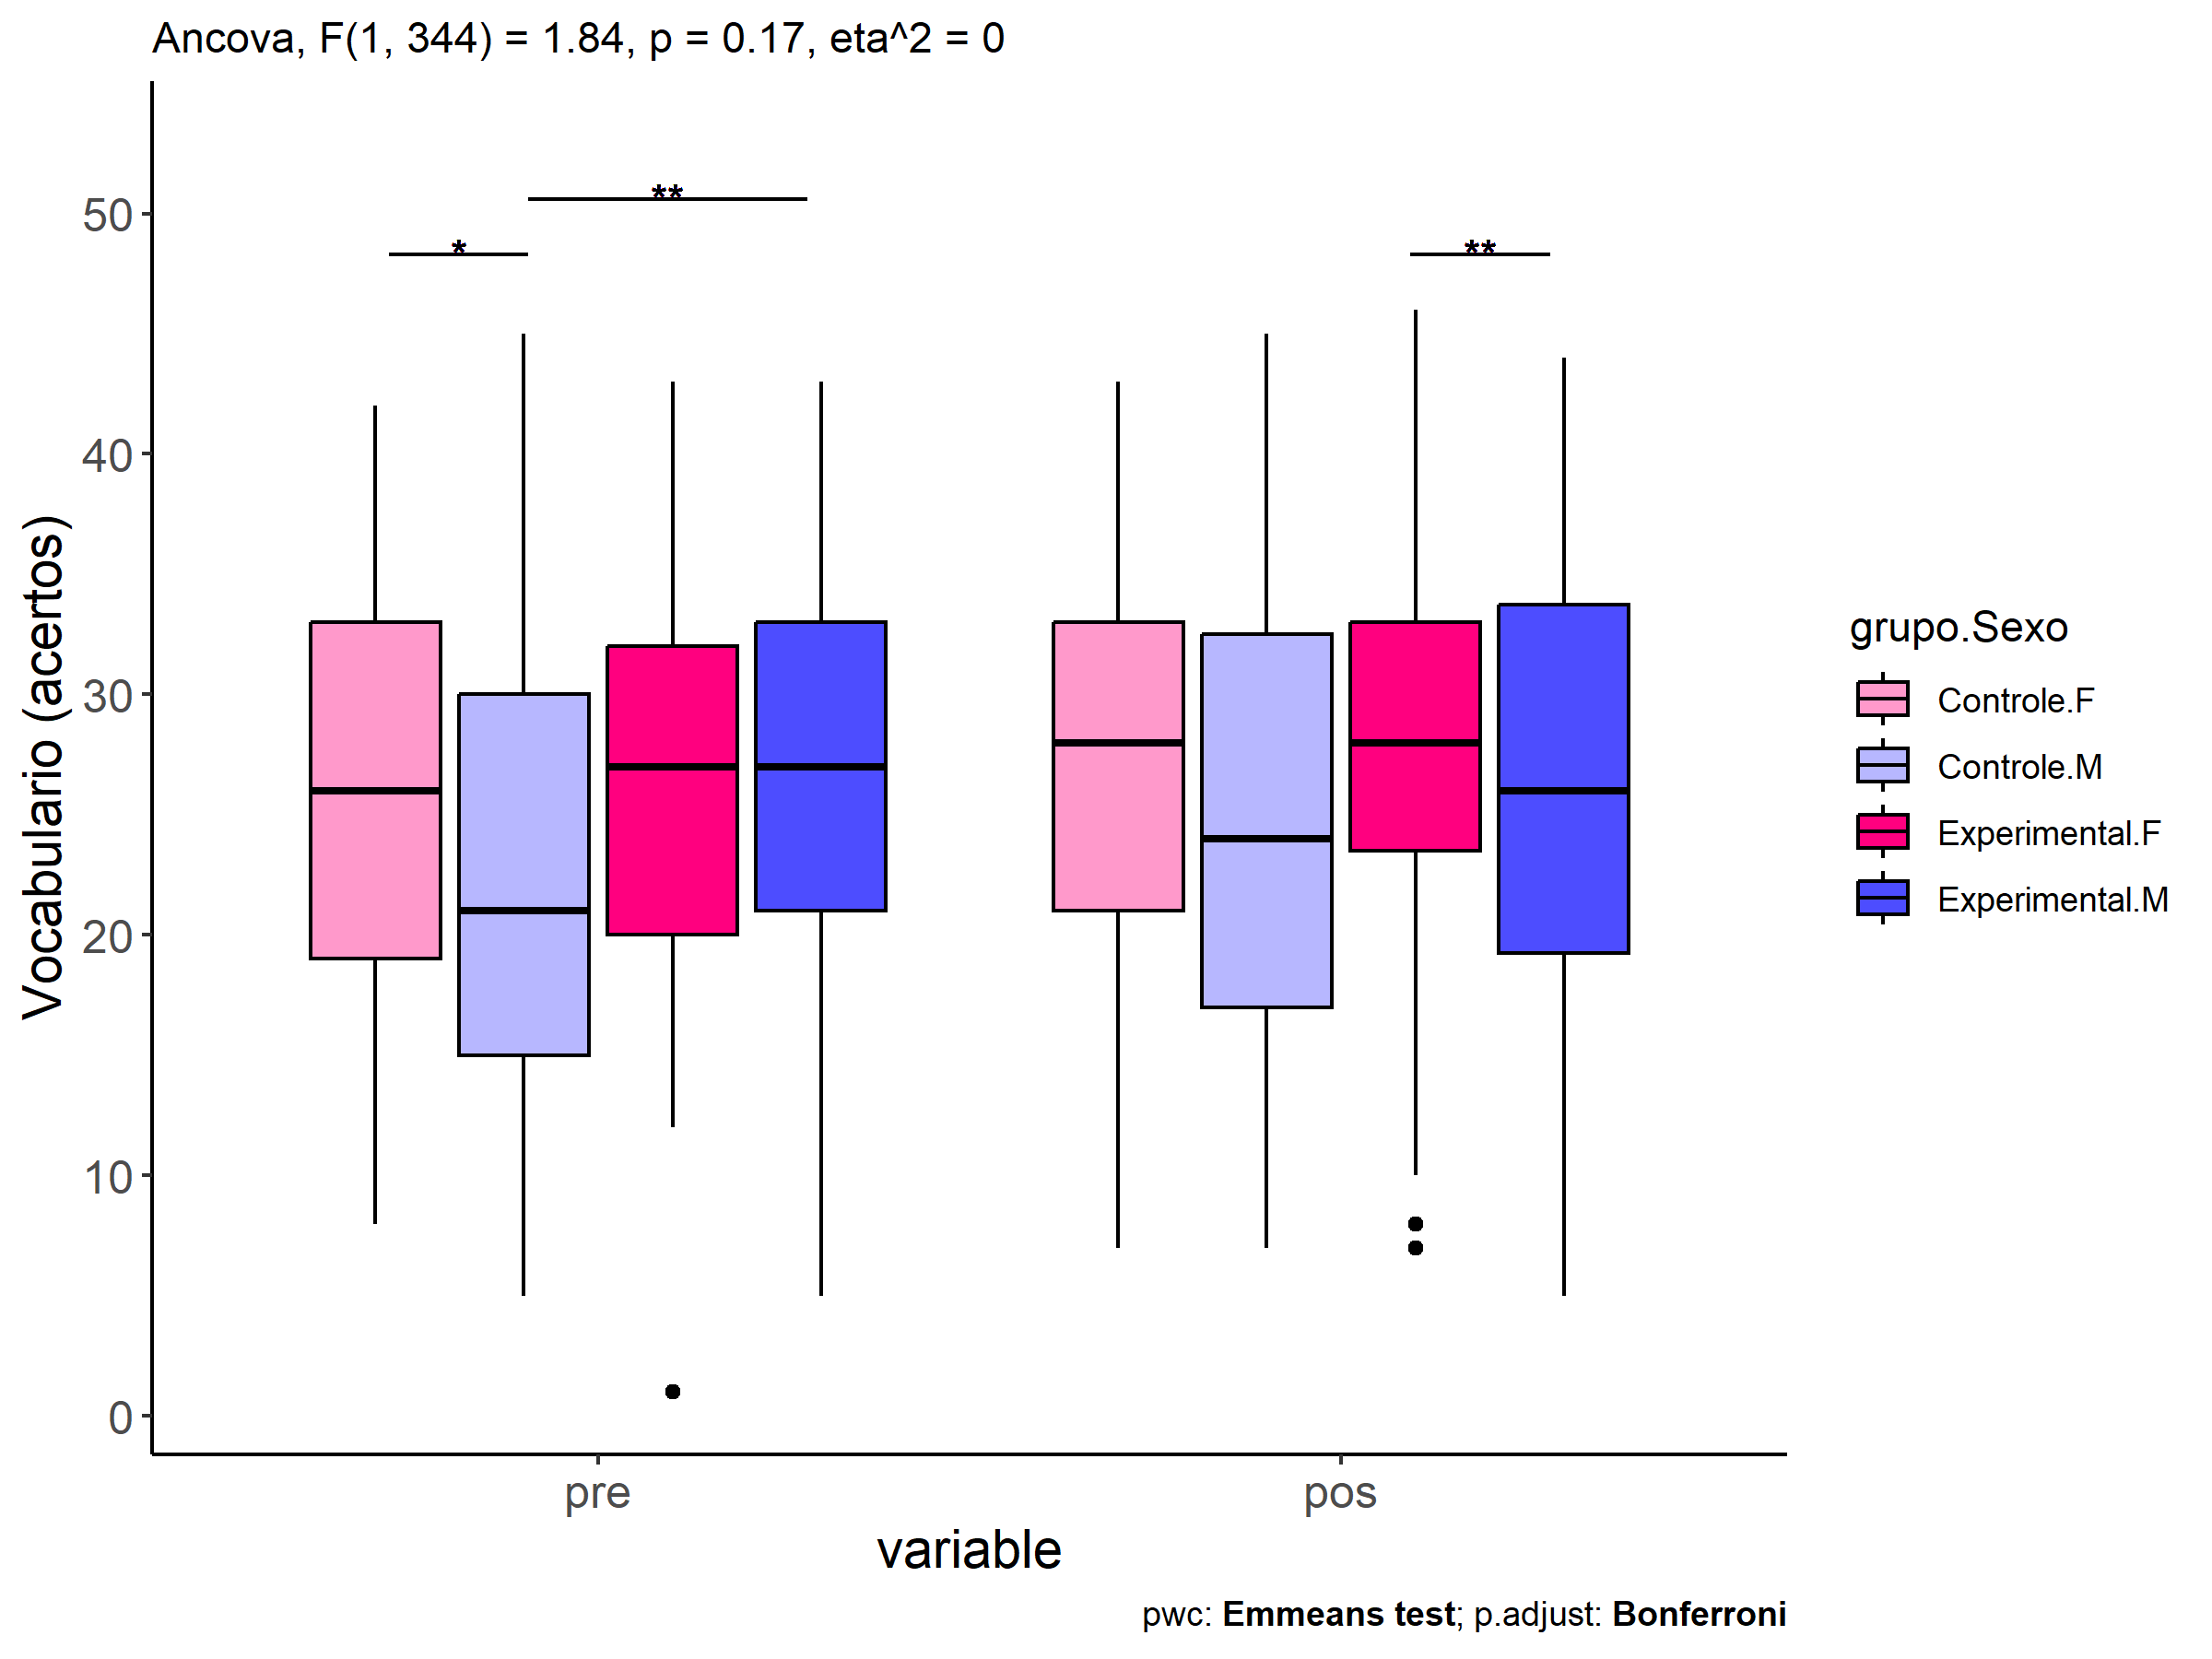 Ancova, F(1, 344) = 1.84, p = 0.17, eta^2 = 0
Vocabulario (acertos)
50
40
30
20
10
0
*
**
**
pre
pos
variable
grupo.Sexo
Controle.F
Controle.M
Experimental.F
Experimental.M
pwc: Emmeans test; p.adjust: Bonferroni